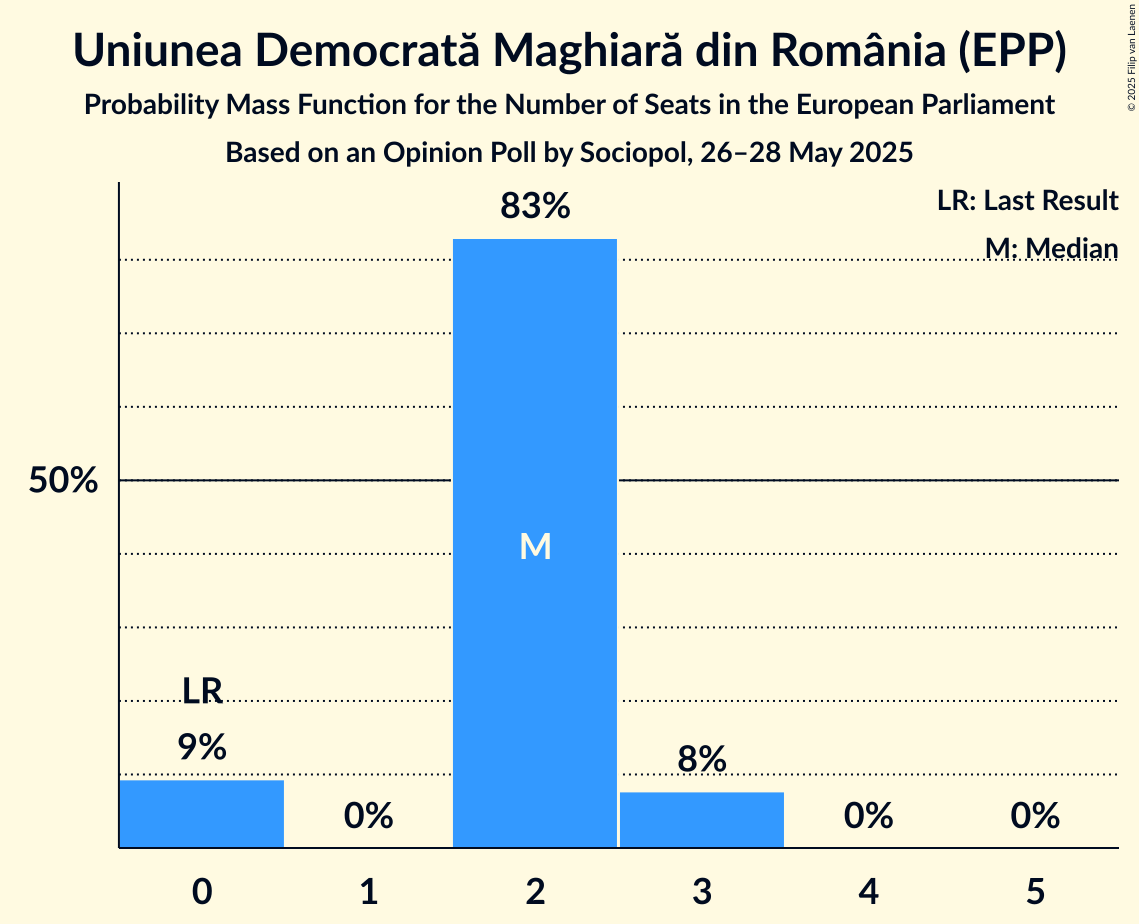 Uniunea Democrată Maghiară din România (EPP)
Probability Mass Function for the Number of Seats in the European Parliament
Based on an Opinion Poll by Sociopol, 26–28 May 2025
© 2025 Filip van Laenen
LR: Last Result
M: Median
83%
50%
M
LR
9%
0%
8%
0%
0%
0 1 2 3 4 5